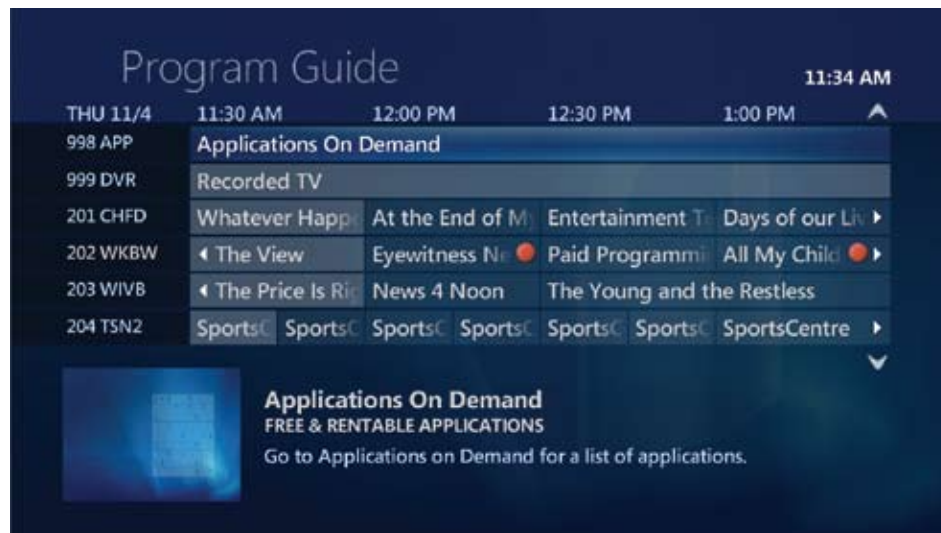 Program Guide
11:34 AM
THU 11/4 11:30 AM 12:00 PM 12:30 PM 1:00 PM
998 APP Applications On Demand
999 DVR Recorded TV
201 CHFD Whatever Happ At the End of M Entertainment T Days of our Liv
202 WKBW The View Eyewitness Ne Paid Programmi All My Child
203 WIVB The Price Is Ric News 4 Noon The Young and the Restless
204 TSN2 SportsC SportsC SportsC SportsC SportsC SportsC SportsCentre
Applications On Demand
FREE & RENTABLE APPLICATIONS
Go to Applications on Demand for a list of applications.